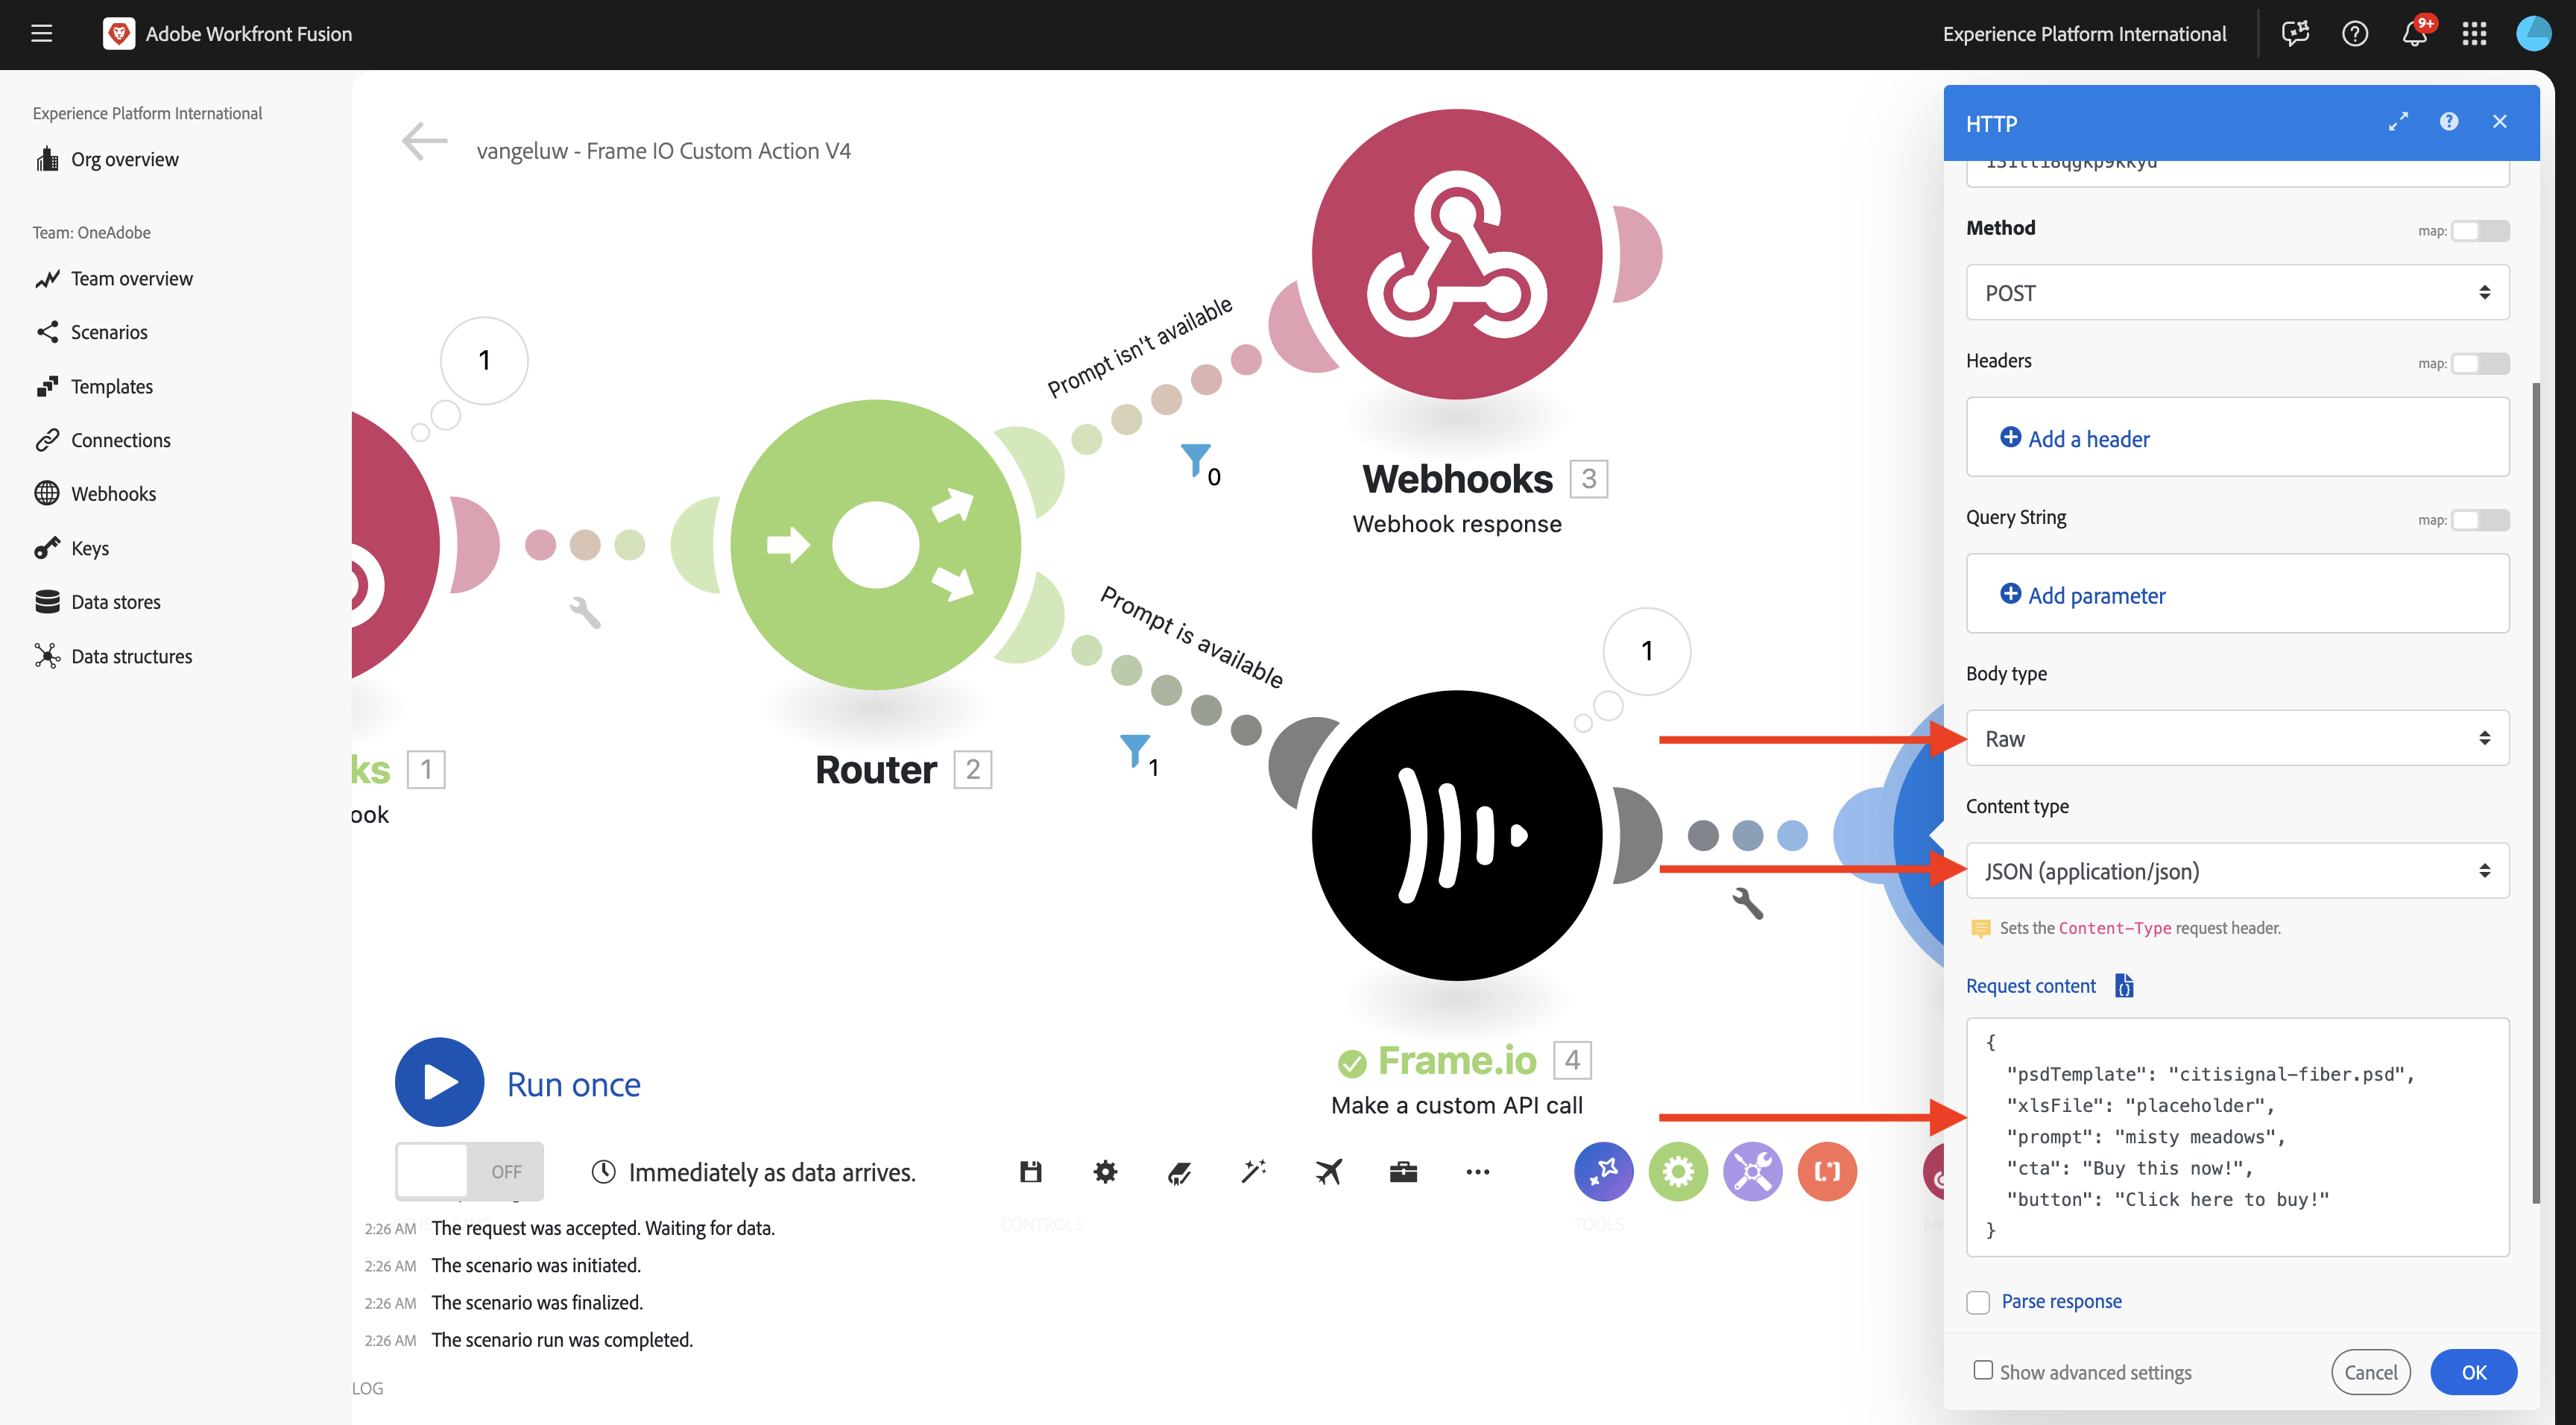 Adobe Workfront Fusion
Experience Platform International
9+
Experience Platform International
Org overview
Team: OneAdobe
Team overview
Scenarios
Templates
Connections
Webhooks
Keys
Data stores
Data structures
vangeluw - Frame IO Custom Action V4
1
ks 1
ook
Router 2
Prompt isn't available
0
Prompt is available
1
Webhooks 3
Webhook response
1
Frame.io 4
Make a custom API call
Run once
OFF
Immediately as data arrives.
CONTROLS
TOOLS
2:26 AM The request was accepted. Waiting for data.
2:26 AM The scenario was initiated.
2:26 AM The scenario was finalized.
2:26 AM The scenario run was completed.
LOG
HTTP
Method
map:
POST
Headers
map:
Add a header
Query String
map:
Add parameter
Body type
Raw
Content type
JSON (application/json)
Sets the Content-Type request header.
Request content
{
"psdTemplate": "citisignal-fiber.psd",
"xlsFile": "placeholder",
"prompt": "misty meadows",
"cta": "Buy this now!",
"button": "Click here to buy!"
}
Parse response
Show advanced settings
Cancel
OK